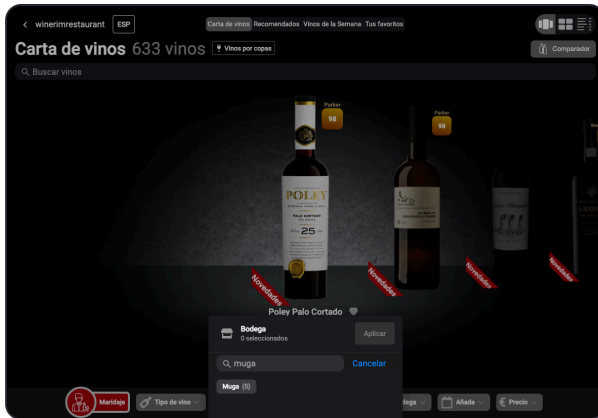 winerimrestaurant ESP Carta de vinos Recomendados Vinos de la Semana Tus favoritos
Carta de vinos 633 vinos Vinos por copas Comparador
Buscar vinos
Parker
98
Parker
98
POLEY
PALO CORTADO
25
Novedades
Novedades
Novedades
Novedades
Poley Palo Cortado
Bodega
0 seleccionados
Aplicar
muga
Cancelar
Muga (5)
Maridaje Tipo de vino dega Añada Precio